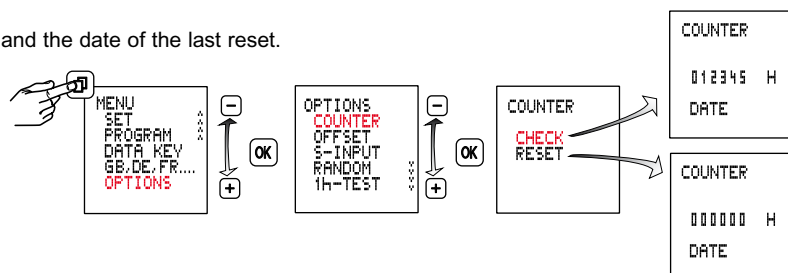 and the date of the last reset.
MENU
SET
PROGRAM
DATA KEY
GB,DE,FR....
OPTIONS
−
OK
+
OPTIONS
COUNTER
OFFSET
S-INPUT
RANDOM
1h-TEST
−
OK
+
COUNTER
CHECK
RESET
COUNTER
012345 H
DATE
COUNTER
000000 H
DATE